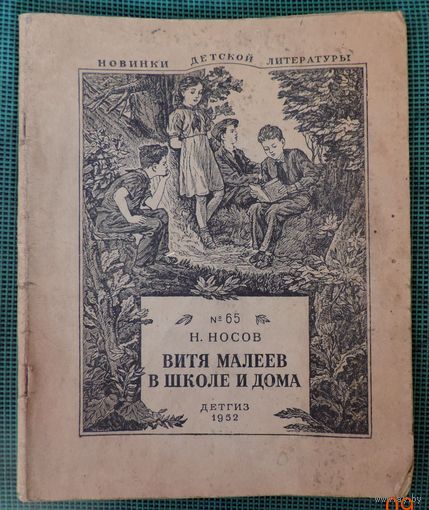 НОВИНКИ ДЕТСКОЙ ЛИТЕРАТУРЫ
№ 65
Н. НОСОВ
ВИТЯ МАЛЕЕВ
В ШКОЛЕ И ДОМА
ДЕТГИЗ
1952